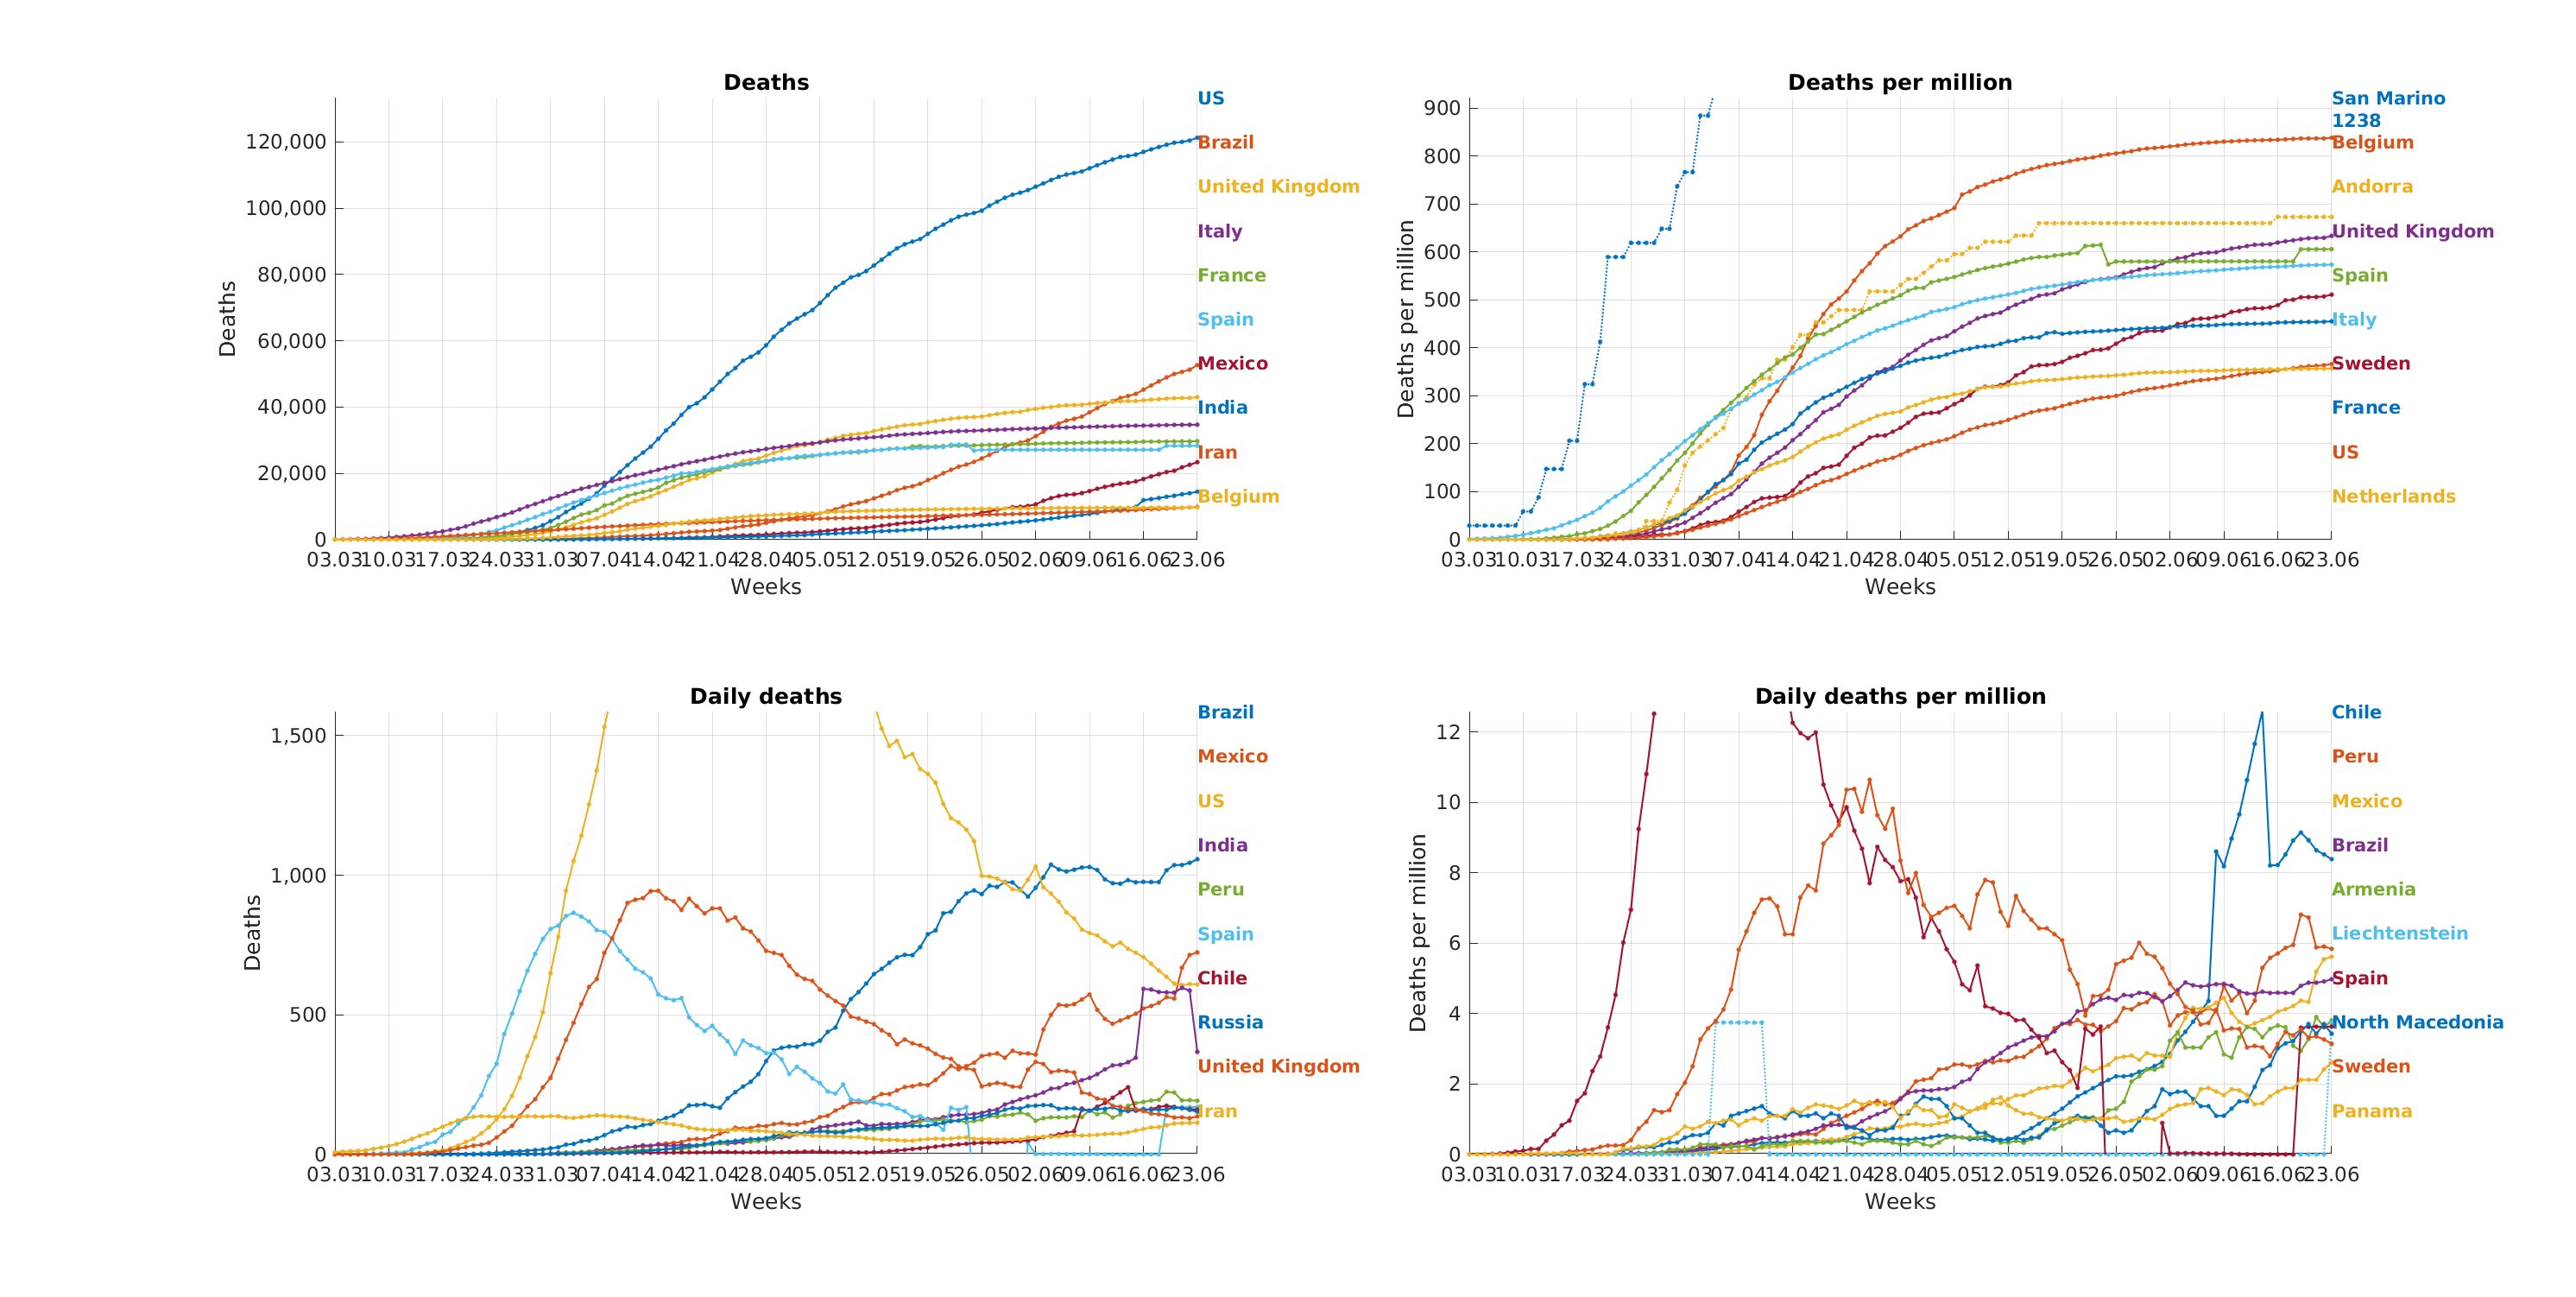 Deaths
120,000
100,000
80,000
60,000
40,000
20,000
0
Deaths
03.03 10.03 17.03 24.03 31.03 07.04 14.04 21.04 28.04 05.05 12.05 19.05 26.05 02.06 09.06 16.06 23.06
Weeks
US
Brazil
United Kingdom
Italy
France
Spain
Mexico
India
Iran
Belgium
Deaths per million
900
800
700
600
500
400
300
200
100
0
Deaths per million
03.03 10.03 17.03 24.03 31.03 07.04 14.04 21.04 28.04 05.05 12.05 19.05 26.05 02.06 09.06 16.06 23.06
Weeks
San Marino
1238
Belgium
Andorra
United Kingdom
Spain
Italy
Sweden
France
US
Netherlands
Daily deaths
1,500
1,000
500
0
Deaths
03.03 10.03 17.03 24.03 31.03 07.04 14.04 21.04 28.04 05.05 12.05 19.05 26.05 02.06 09.06 16.06 23.06
Weeks
Brazil
Mexico
US
India
Peru
Spain
Chile
Russia
United Kingdom
Iran
Daily deaths per million
12
10
8
6
4
2
0
Deaths per million
03.03 10.03 17.03 24.03 31.03 07.04 14.04 21.04 28.04 05.05 12.05 19.05 26.05 02.06 09.06 16.06 23.06
Weeks
Chile
Peru
Mexico
Brazil
Armenia
Liechtenstein
Spain
North Macedonia
Sweden
Panama